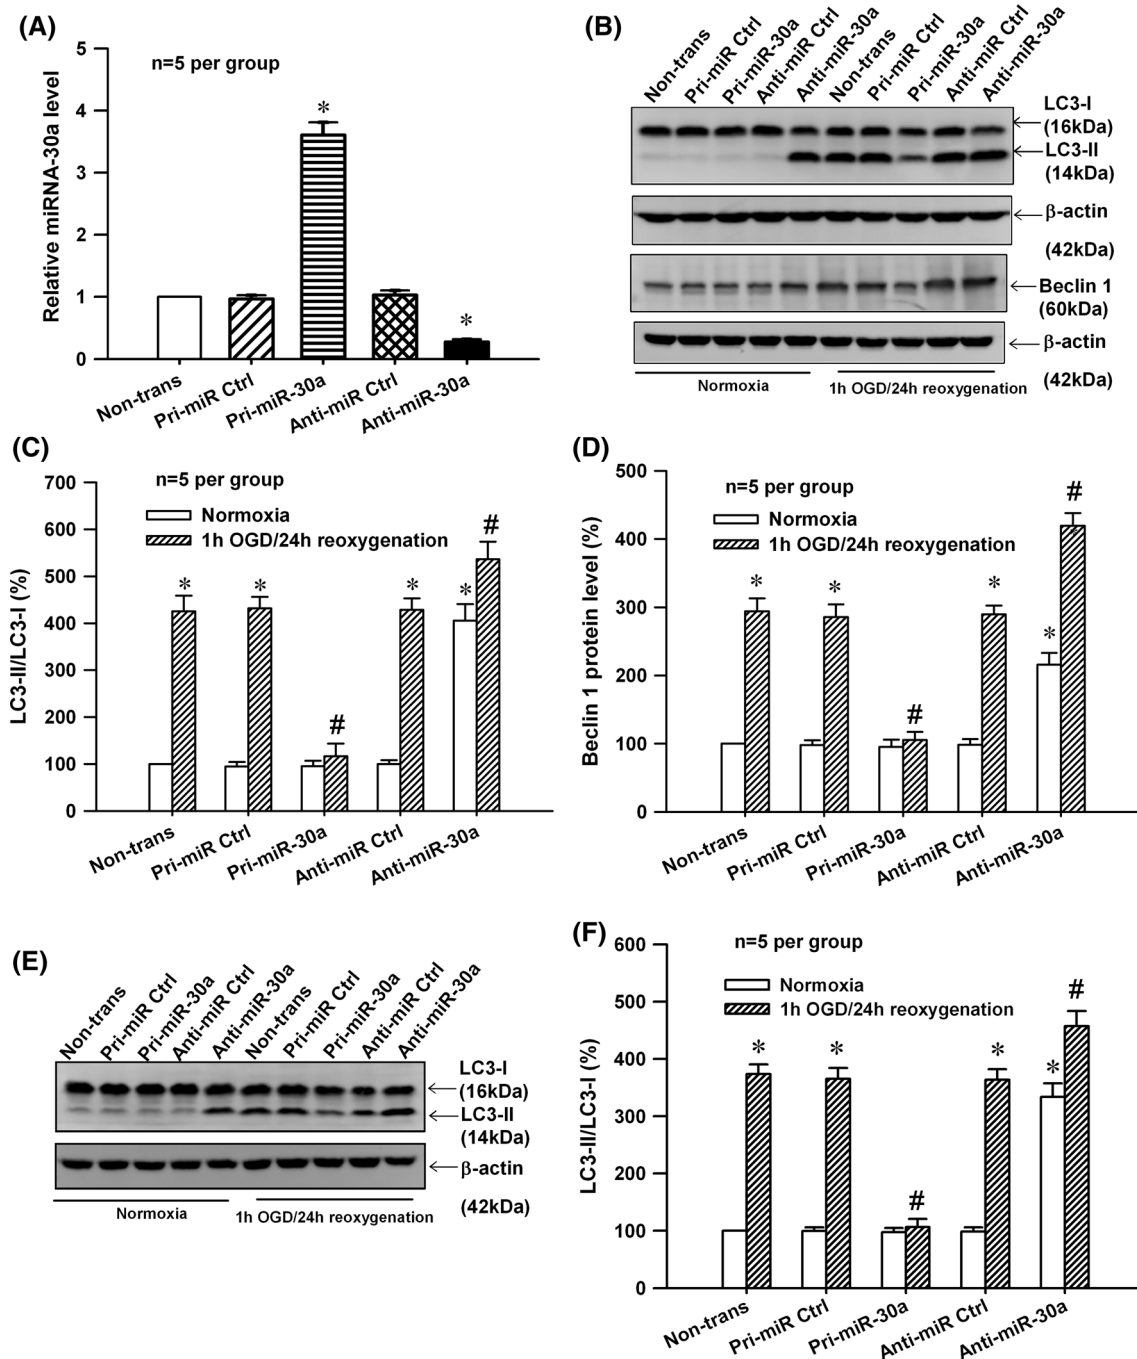 (A)
n=5 per group
Relative miRNA-30a level
5
4
3
2
1
0
*
*
Non-trans
Pri-miR Ctrl
Pri-miR-30a
Anti-miR Ctrl
Anti-miR-30a
(B)
Non-trans
Pri-miR Ctrl
Pri-miR-30a
Anti-miR Ctrl
Anti-miR-30a
Non-trans
Pri-miR Ctrl
Pri-miR-30a
Anti-miR Ctrl
Anti-miR-30a
LC3-I
(16kDa)
LC3-II
(14kDa)
β-actin
(42kDa)
Beclin 1
(60kDa)
β-actin
(42kDa)
Normoxia
1h OGD/24h reoxygenation
(C)
n=5 per group
Normoxia
1h OGD/24h reoxygenation
LC3-II/LC3-I (%)
700
600
500
400
300
200
100
0
*
*
#
*
*
#
Non-trans
Pri-miR Ctrl
Pri-miR-30a
Anti-miR Ctrl
Anti-miR-30a
(D)
n=5 per group
Normoxia
1h OGD/24h reoxygenation
Beclin 1 protein level (%)
500
400
300
200
100
0
*
*
#
*
*
#
*
Non-trans
Pri-miR Ctrl
Pri-miR-30a
Anti-miR Ctrl
Anti-miR-30a
(E)
Non-trans
Pri-miR Ctrl
Pri-miR-30a
Anti-miR Ctrl
Anti-miR-30a
Non-trans
Pri-miR Ctrl
Pri-miR-30a
Anti-miR Ctrl
Anti-miR-30a
LC3-I
(16kDa)
LC3-II
(14kDa)
β-actin
(42kDa)
Normoxia
1h OGD/24h reoxygenation
(F)
n=5 per group
Normoxia
1h OGD/24h reoxygenation
LC3-II/LC3-I (%)
600
500
400
300
200
100
0
*
*
#
*
*
#
Non-trans
Pri-miR Ctrl
Pri-miR-30a
Anti-miR Ctrl
Anti-miR-30a